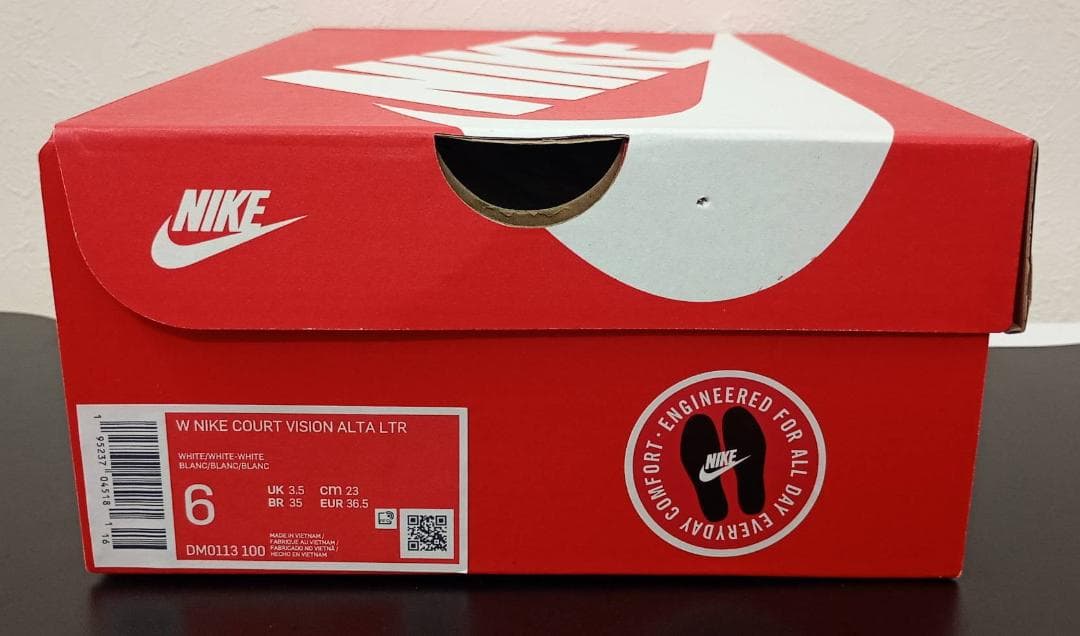 NIKE
NIKE
W NIKE COURT VISION ALTA LTR
WHITE/WHITE-WHITE
BLANC/BLANC/BLANC
6
UK 3.5 cm 23
BR 35 EUR 36.5
MADE IN VIETNAM /
FABRIQUE AU VIETNAM /
FABRICADO NO VIETNÃ /
HECHO EN VIETNAM
DM0113 100
1 95237 04518 1 16
ENGINEERED FOR ALL DAY EVERYDAY COMFORT ·
NIKE